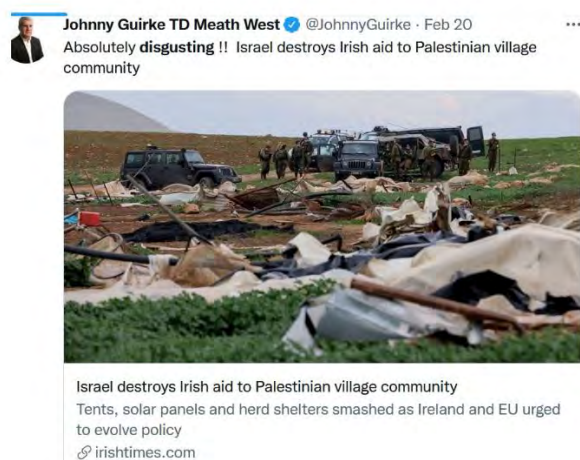 Johnny Guirke TD Meath West @JohnnyGuirke · Feb 20 ...
Absolutely disgusting !! Israel destroys Irish aid to Palestinian village
community
Israel destroys Irish aid to Palestinian village community
Tents, solar panels and herd shelters smashed as Ireland and EU urged
to evolve policy
irishtimes.com